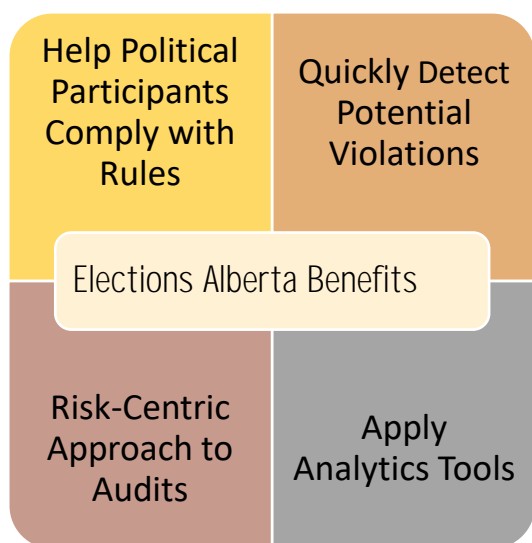 Help Political
Participants
Comply with
Rules
Quickly Detect
Potential
Violations
Elections Alberta Benefits
Risk-Centric
Approach to
Audits
Apply
Analytics Tools